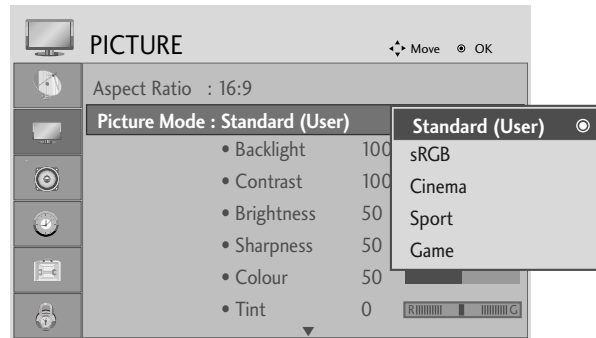 PICTURE
Move OK
Aspect Ratio : 16:9
Picture Mode : Standard (User)
• Backlight 100
• Contrast 100
• Brightness 50
• Sharpness 50
• Colour 50
• Tint 0 R G
Standard (User)
sRGB
Cinema
Sport
Game